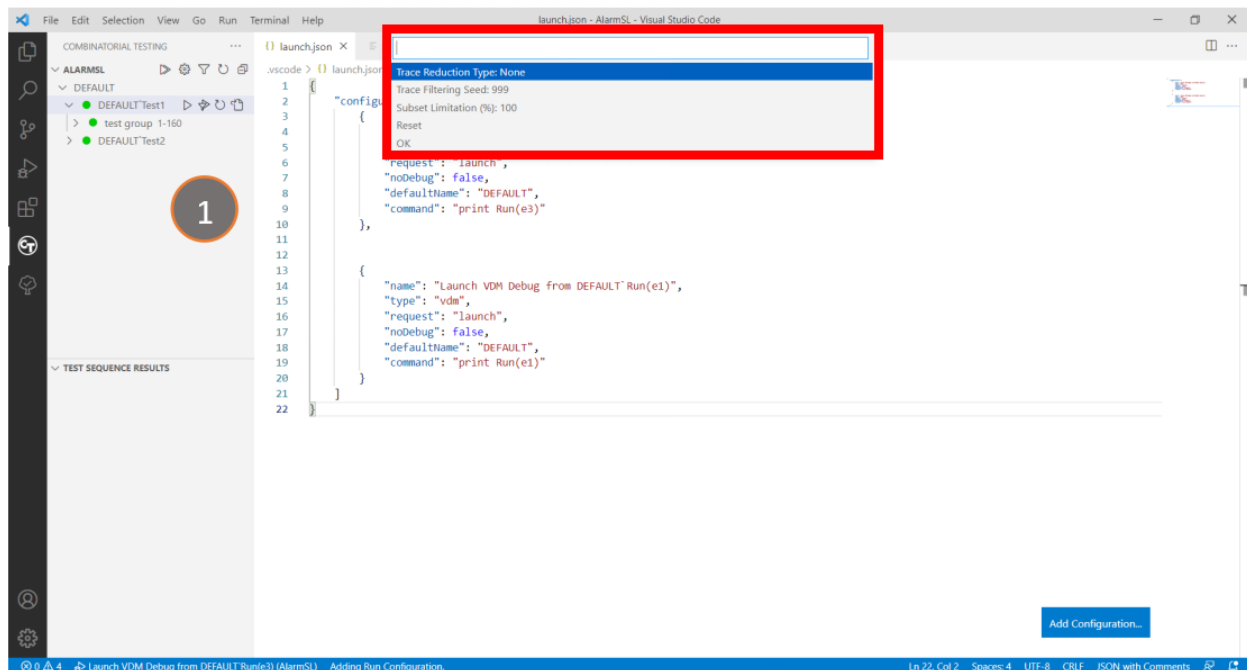 File Edit Selection View Go Run Terminal Help
launch.json - AlarmSL - Visual Studio Code
COMBINATORIAL TESTING
ALARMSL
DEFAULT
DEFAULT`Test1
test group 1-160
DEFAULT`Test2
TEST SEQUENCE RESULTS
1
{} launch.json
.vscode > {} launch.json
Trace Reduction Type: None
Trace Filtering Seed: 999
Subset Limitation (%): 100
Reset
OK
1 {
2 "configu
3 {
4
5
6 "request": "launch",
7 "noDebug": false,
8 "defaultName": "DEFAULT",
9 "command": "print Run(e3)"
10 },
11
12
13 {
14 "name": "Launch VDM Debug from DEFAULT`Run(e1)",
15 "type": "vdm",
16 "request": "launch",
17 "noDebug": false,
18 "defaultName": "DEFAULT",
19 "command": "print Run(e1)"
20 }
21 ]
22 }
Add Configuration...
0 4 Launch VDM Debug from DEFAULT`Run(e3) (AlarmSL) Adding Run Configuration. Ln 22, Col 2 Spaces: 4 UTF-8 CRLF JSON with Comments